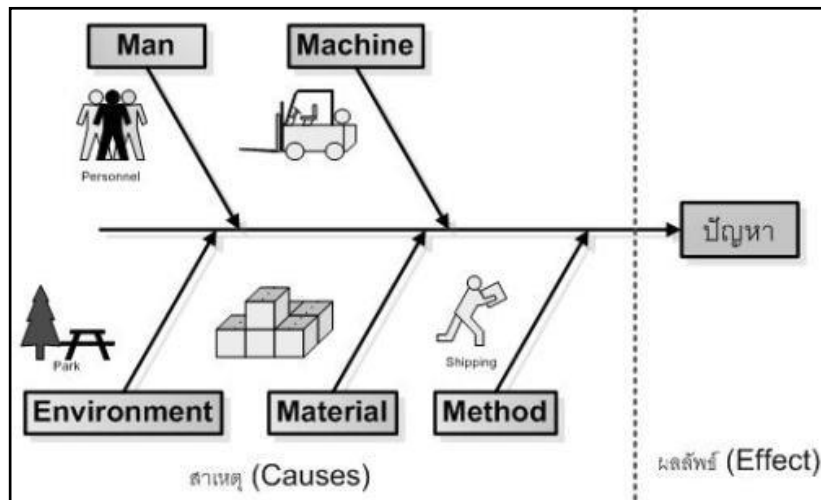 Man
Machine
Personnel
ปัญหา
Park
Shipping
Environment
Material
Method
สาเหตุ (Causes)
ผลลัพธ์ (Effect)